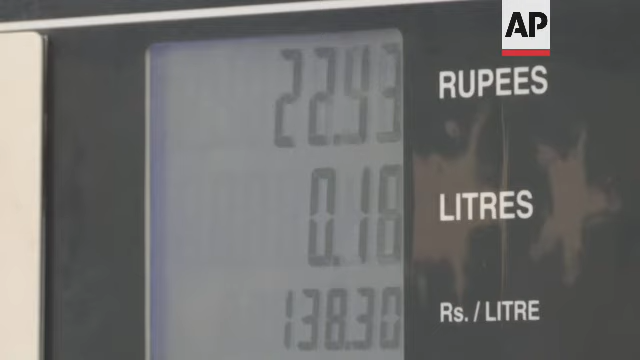 AP
22.43 RUPEES
0.18 LITRES
138.30 Rs. / LITRE